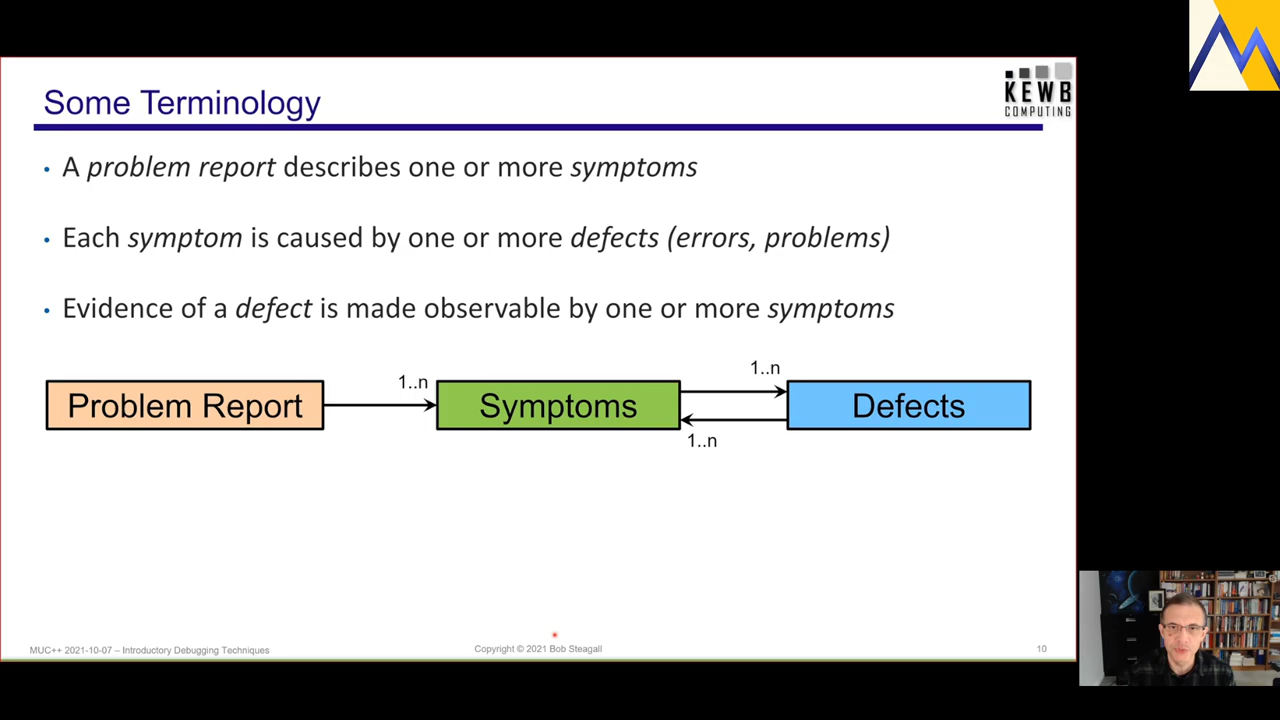 Some Terminology
KEWB
COMPUTING
• A problem report describes one or more symptoms
• Each symptom is caused by one or more defects (errors, problems)
• Evidence of a defect is made observable by one or more symptoms
1..n
1..n
Problem Report
Symptoms
Defects
1..n
MUC++ 2021-10-07 – Introductory Debugging Techniques
Copyright © 2021 Bob Steagall
10